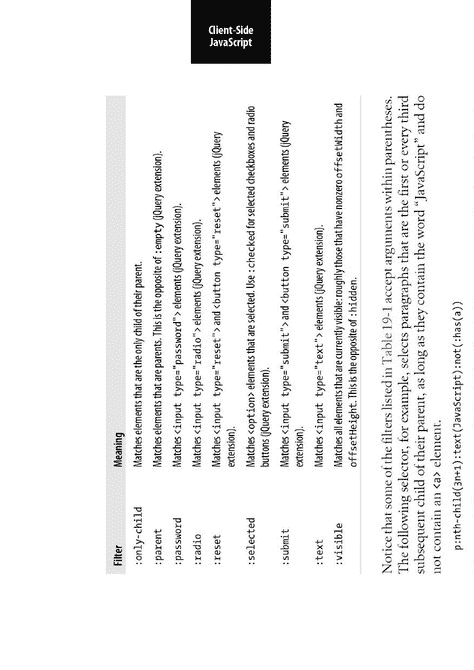 Client-Side
JavaScript
Filter Meaning
:only-child Matches elements that are the only child of their parent.
:parent Matches elements that are parents. This is the opposite of :empty (jQuery extension).
:password Matches <input type="password"> elements (jQuery extension).
:radio Matches <input type="radio"> elements (jQuery extension).
:reset Matches <input type="reset"> and <button type="reset"> elements (jQuery
extension).
:selected Matches <option> elements that are selected. Use :checked for selected checkboxes and radio
buttons (jQuery extension).
:submit Matches <input type="submit"> and <button type="submit"> elements (jQuery
extension).
:text Matches <input type="text"> elements (jQuery extension).
:visible Matches all elements that are currently visible: roughly those that have nonzero offsetWidth and
offsetHeight. This is the opposite of :hidden.
Notice that some of the filters listed in Table 19-1 accept arguments within parentheses.
The following selector, for example, selects paragraphs that are the first or every third
subsequent child of their parent, as long as they contain the word “JavaScript” and do
not contain an <a> element.
p:nth-child(3n+1):text(JavaScript):not(:has(a))